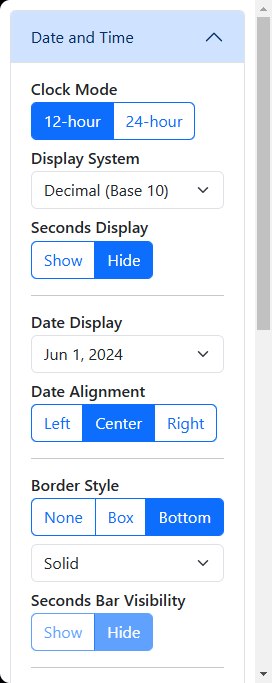 Date and Time
Clock Mode
12-hour 24-hour
Display System
Decimal (Base 10)
Seconds Display
Show Hide
Date Display
Jun 1, 2024
Date Alignment
Left Center Right
Border Style
None Box Bottom
Solid
Seconds Bar Visibility
Show Hide